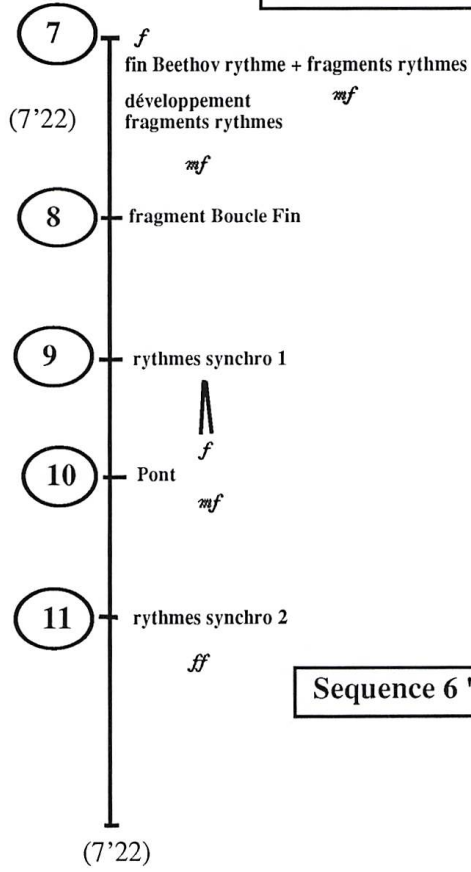 7
f
fin Beethov rythme + fragments rythmes
mf
(7'22)
développement
fragments rythmes
mf
8
fragment Boucle Fin
9
rythmes synchro 1
f
10
Pont
mf
11
rythmes synchro 2
ff
Sequence 6 "
(7'22)